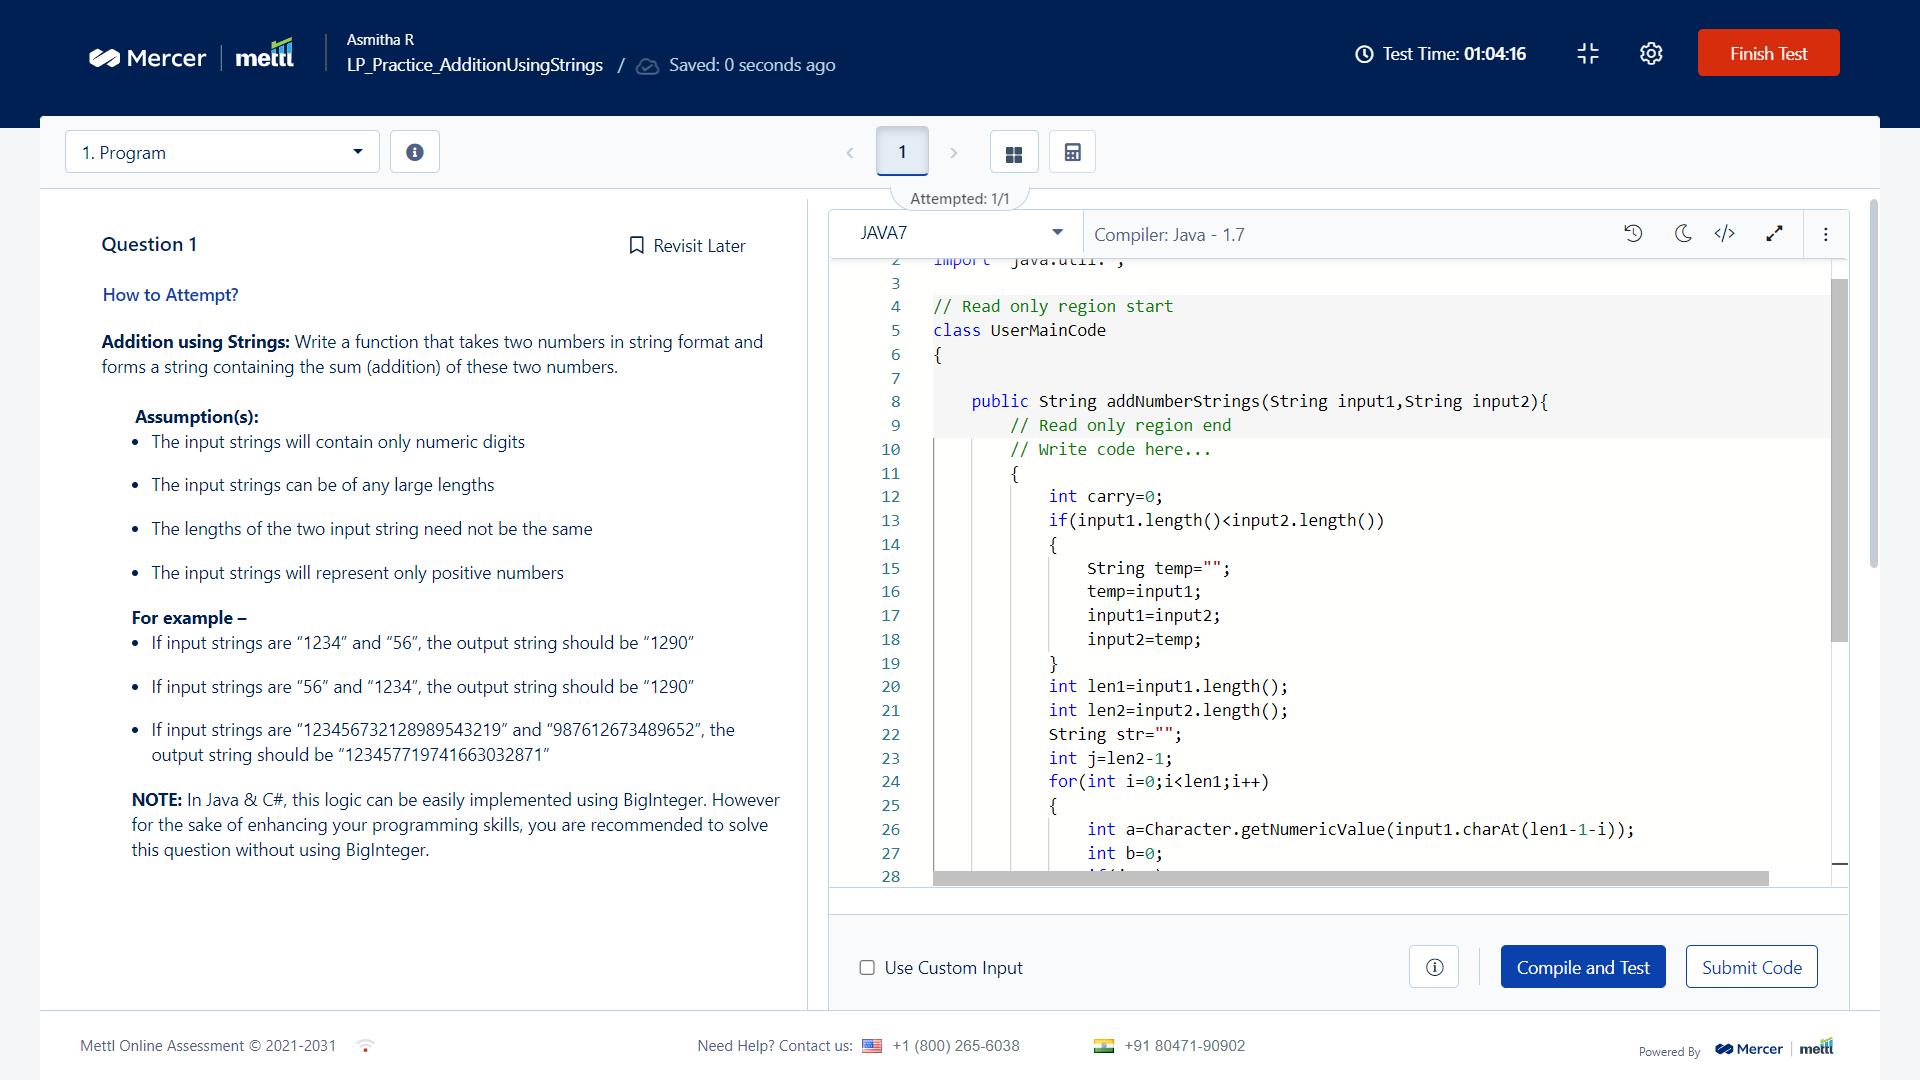 Mercer | mettl
Asmitha R
LP_Practice_AdditionUsingStrings / Saved: 0 seconds ago
Test Time: 01:04:16
Finish Test
1. Program
1
Attempted: 1/1
Question 1
Revisit Later
How to Attempt?
Addition using Strings: Write a function that takes two numbers in string format and
forms a string containing the sum (addition) of these two numbers.
Assumption(s):
• The input strings will contain only numeric digits
• The input strings can be of any large lengths
• The lengths of the two input string need not be the same
• The input strings will represent only positive numbers
For example –
• If input strings are “1234” and “56”, the output string should be “1290”
• If input strings are “56” and “1234”, the output string should be “1290”
• If input strings are “123456732128989543219” and “987612673489652”, the
output string should be “123457719741663032871”
NOTE: In Java & C#, this logic can be easily implemented using BigInteger. However
for the sake of enhancing your programming skills, you are recommended to solve
this question without using BigInteger.
JAVA7
Compiler: Java - 1.7
2 import java.util. ;
3
4 // Read only region start
5 class UserMainCode
6 {
7
8 public String addNumberStrings(String input1,String input2){
9 // Read only region end
10 // Write code here...
11 {
12 int carry=0;
13 if(input1.length()<input2.length())
14 {
15 String temp="";
16 temp=input1;
17 input1=input2;
18 input2=temp;
19 }
20 int len1=input1.length();
21 int len2=input2.length();
22 String str="";
23 int j=len2-1;
24 for(int i=0;i<len1;i++)
25 {
26 int a=Character.getNumericValue(input1.charAt(len1-1-i));
27 int b=0;
28
Use Custom Input
Compile and Test
Submit Code
Mettl Online Assessment © 2021-2031
Need Help? Contact us: +1 (800) 265-6038
+91 80471-90902
Powered By Mercer | mettl